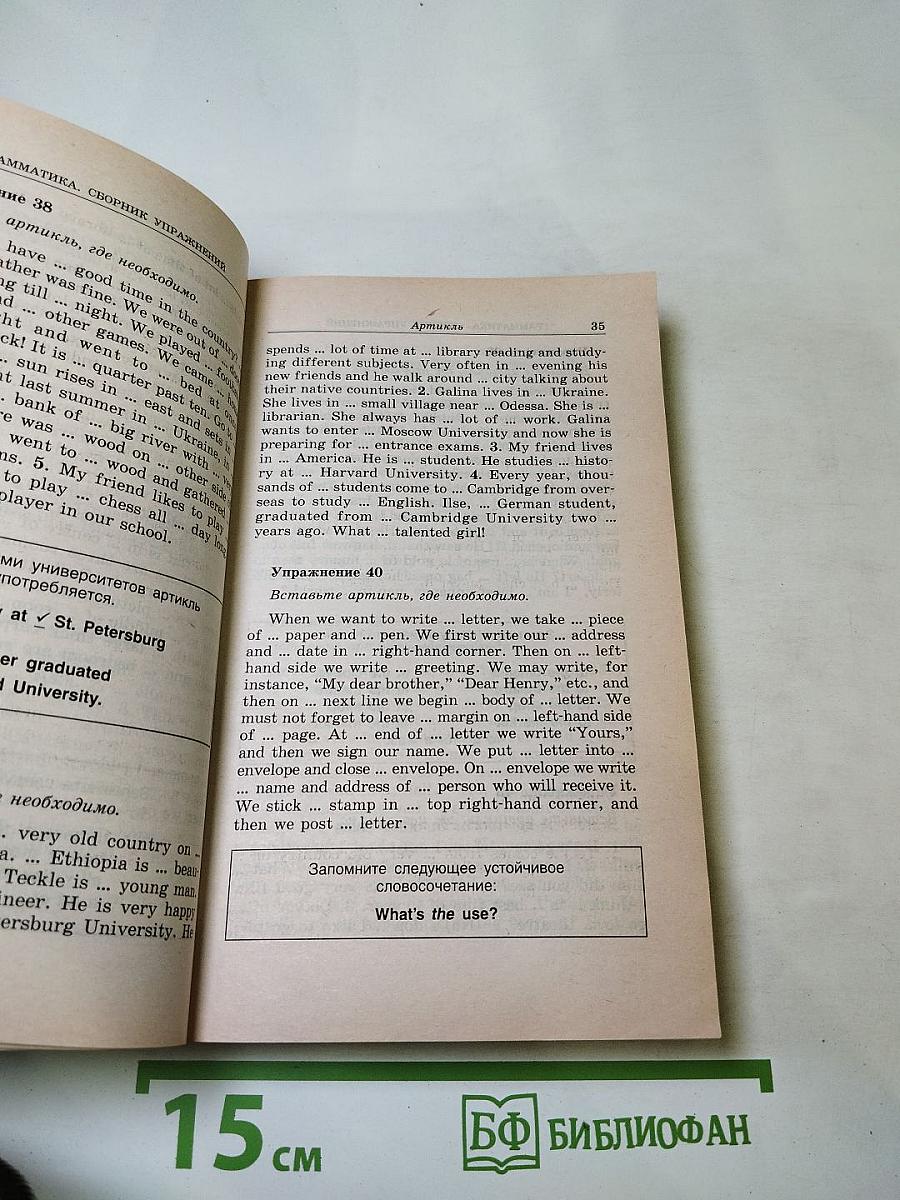 АММАТИКА. СБОРНИК УПРАЖНЕНИЙ
ние 38
артикль, где необходимо.
have ... good time in the country?
ather was fine. We were out of
ng till ... night. We played ...
d ... other games. We came ...
ht and went to ... bed at
ck! It is ... quarter past ten. Go
... sun rises in ... east and sets
nt last summer in ... Ukraine, in
. bank of ... big river with ...
re was ... wood on ... other side
went to ... wood and gathered
ns. 5. My friend likes to play
to play ... chess all ... day long
player in our school.
ми университетов артикль
употребляется.
at ✓ St. Petersburg
er graduated
d University.
е необходимо.
. very old country on ..
a. ... Ethiopia is ... beau-
Teckle is ... young man.
ineer. He is very happy
ersburg University. He
Артикль 35
spends ... lot of time at ... library reading and study-
ing different subjects. Very often in ... evening his
new friends and he walk around ... city talking about
their native countries. 2. Galina lives in ... Ukraine.
She lives in ... small village near ... Odessa. She is ...
librarian. She always has ... lot of ... work. Galina
wants to enter ... Moscow University and now she is
preparing for ... entrance exams. 3. My friend lives
in ... America. He is ... student. He studies ... histo-
ry at ... Harvard University. 4. Every year, thou-
sands of ... students come to ... Cambridge from over-
seas to study ... English. Ilse, ... German student,
graduated from ... Cambridge University two ...
years ago. What ... talented girl!
Упражнение 40
Вставьте артикль, где необходимо.
When we want to write ... letter, we take ... piece
of ... paper and ... pen. We first write our ... address
and ... date in ... right-hand corner. Then on ... left-
hand side we write ... greeting. We may write, for
instance, “My dear brother,” “Dear Henry,” etc., and
then on ... next line we begin ... body of ... letter. We
must not forget to leave ... margin on ... left-hand side
of ... page. At ... end of ... letter we write “Yours,”
and then we sign our name. We put ... letter into ...
envelope and close ... envelope. On ... envelope we write
... name and address of ... person who will receive it.
We stick ... stamp in ... top right-hand corner, and
then we post ... letter.
Запомните следующее устойчивое
словосочетание:
What's the use?
15 см
БФ БИБЛИОФАН